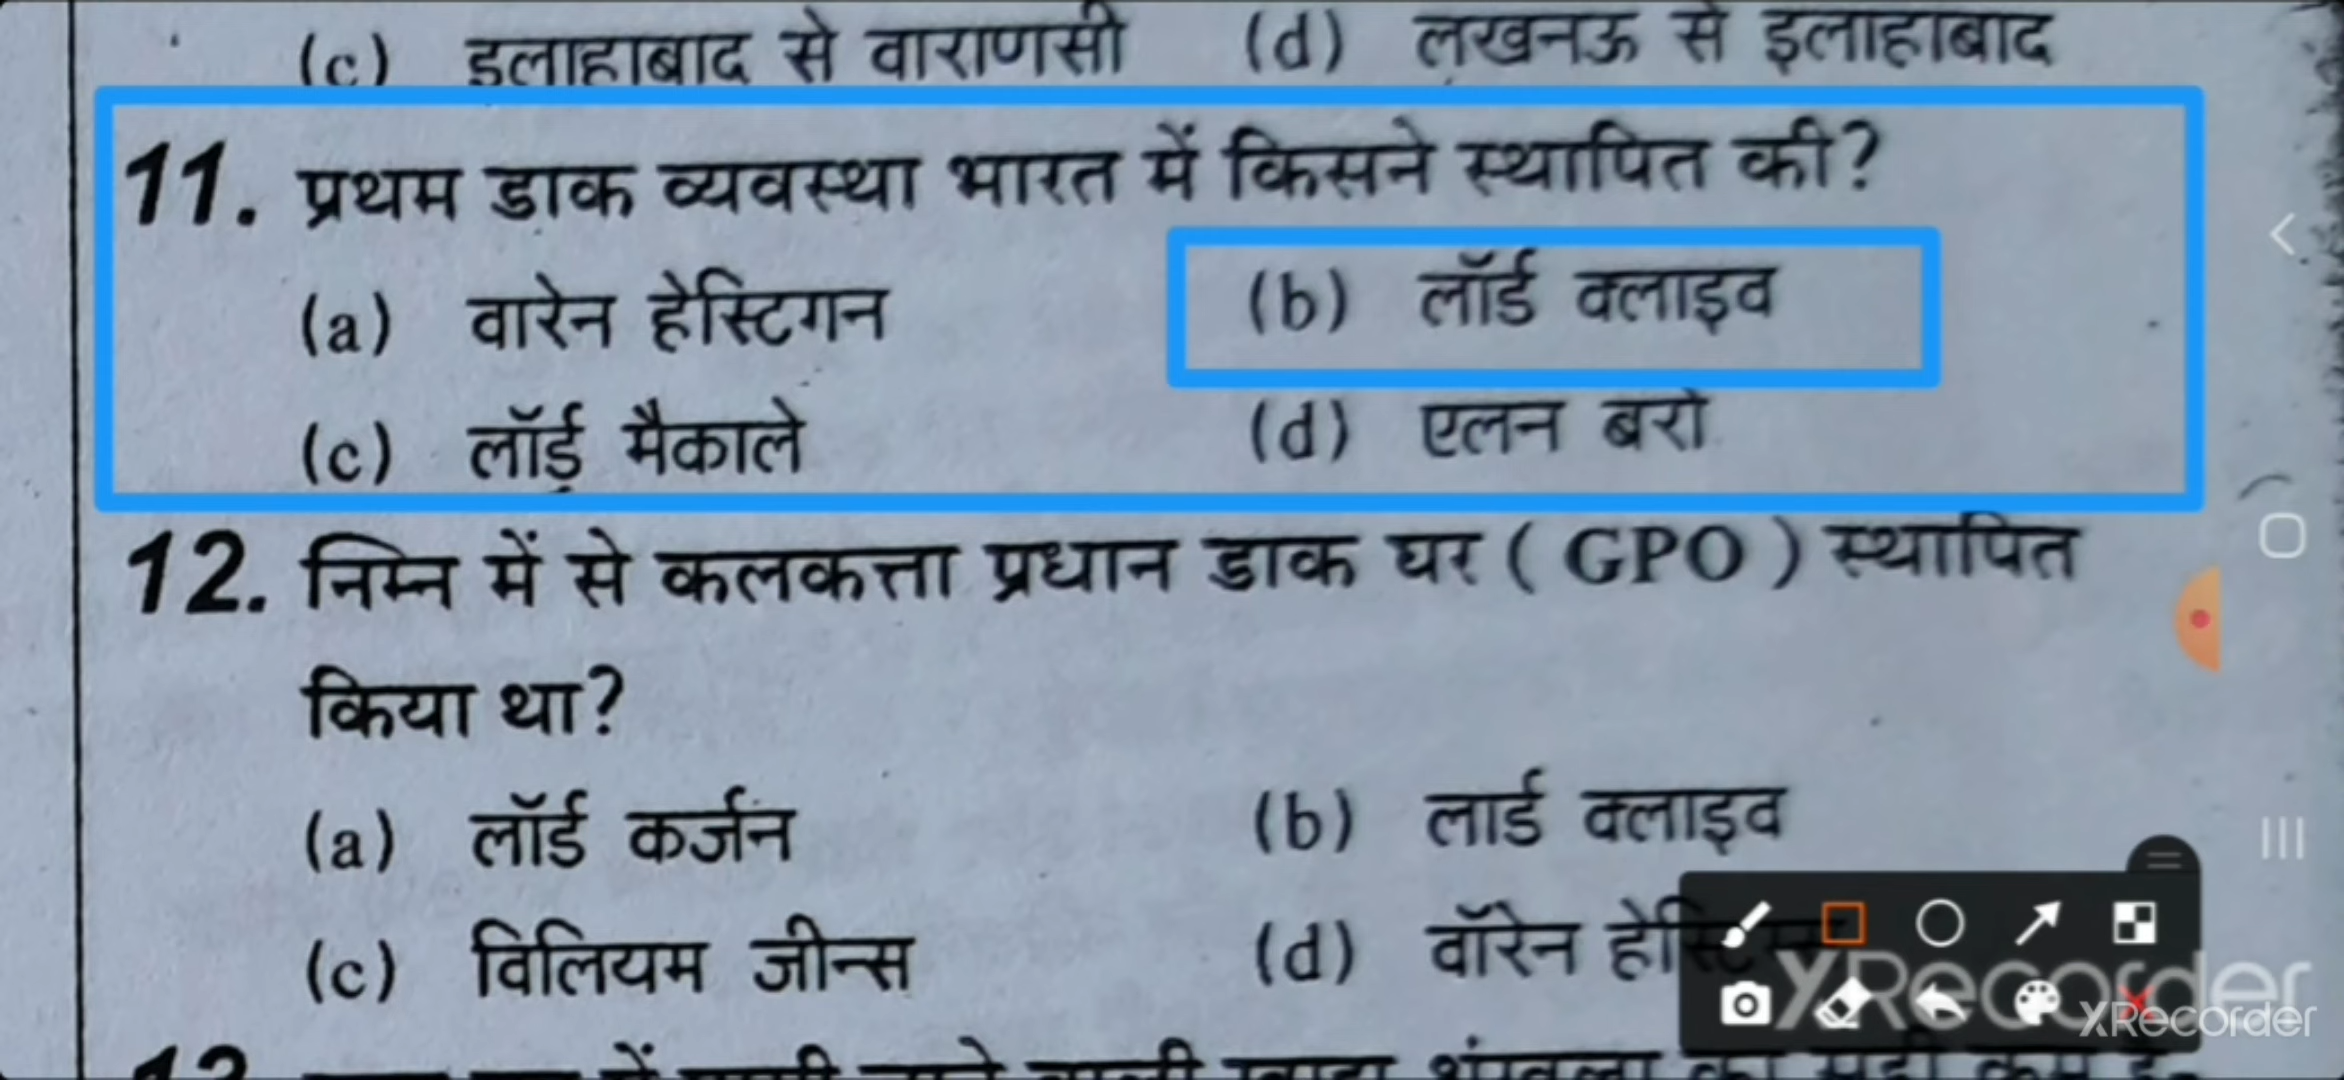 (c) इलाहाबाद से वाराणसी (d) लखनऊ से इलाहाबाद
11. प्रथम डाक व्यवस्था भारत में किसने स्थापित की?
(a) वारेन हेस्टिगन (b) लॉर्ड क्लाइव
(c) लॉर्ड मैकाले (d) एलन बरो
12. निम्न में से कलकत्ता प्रधान डाक घर ( GPO ) स्थापित
किया था?
(a) लॉर्ड कर्जन (b) लार्ड क्लाइव
(c) विलियम जीन्स (d) वॉरेन
XRecorder
XRecorder